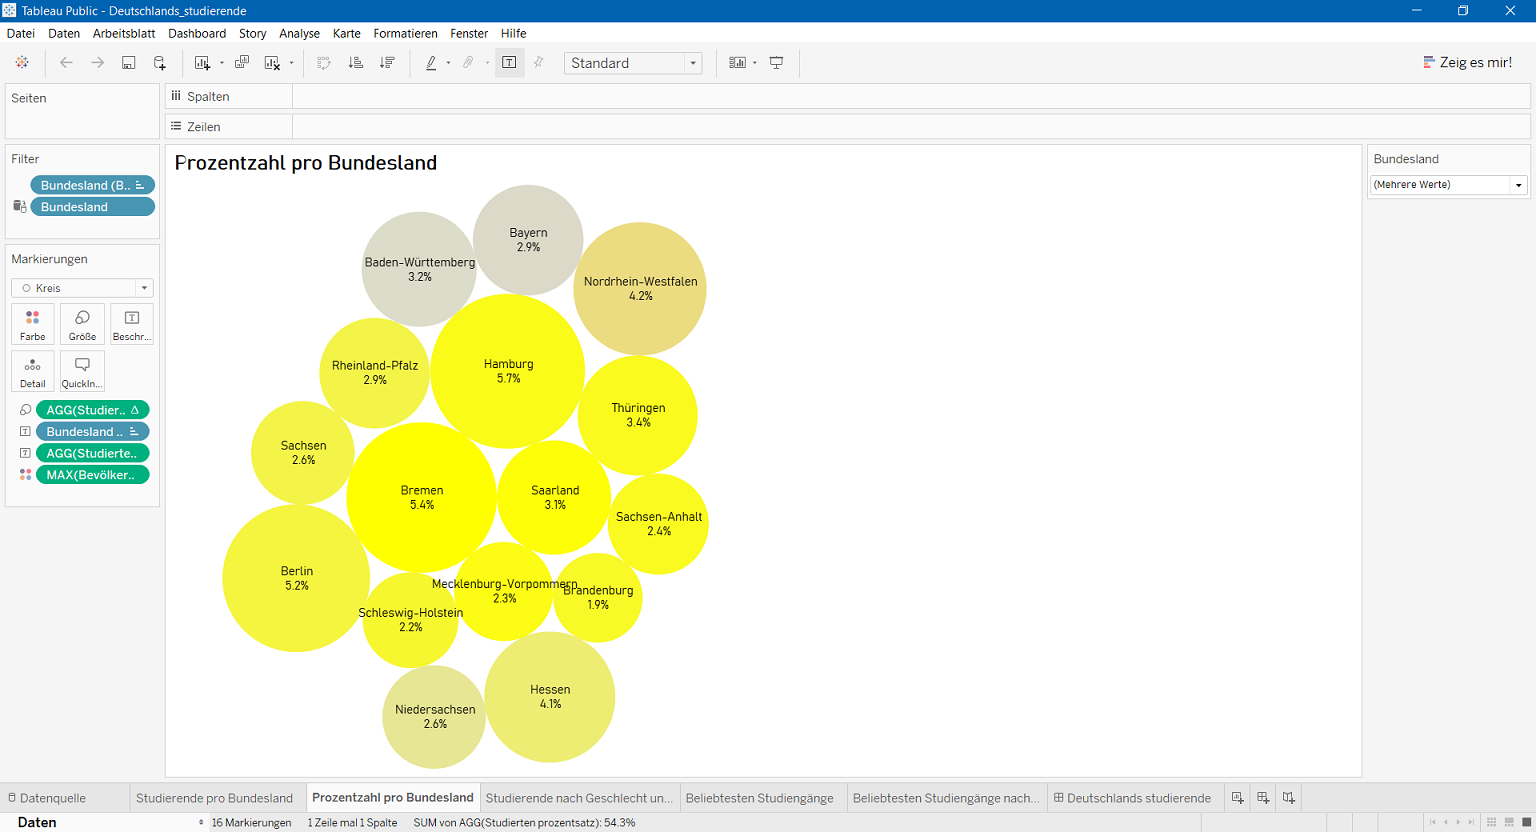 Tableau Public - Deutschlands_studierende
Datei Daten Arbeitsblatt Dashboard Story Analyse Karte Formatieren Fenster Hilfe
Standard
Zeig es mir!
Seiten
Spalten
Zeilen
Filter
Bundesland (B..
Bundesland
Markierungen
Kreis
Farbe Größe Beschr...
Detail QuickIn...
AGG(Studier..
Bundesland ..
AGG(Studierte..
MAX(Bevölker..
Prozentzahl pro Bundesland
Bayern
2.9%
Baden-Württemberg
3.2%
Nordrhein-Westfalen
4.2%
Rheinland-Pfalz
2.9%
Hamburg
5.7%
Thüringen
3.4%
Sachsen
2.6%
Bremen
5.4%
Saarland
3.1%
Sachsen-Anhalt
2.4%
Berlin
5.2%
Mecklenburg-Vorpommern
2.3%
Brandenburg
1.9%
Schleswig-Holstein
2.2%
Hessen
4.1%
Niedersachsen
2.6%
Bundesland
(Mehrere Werte)
Datenquelle Studierende pro Bundesland Prozentzahl pro Bundesland Studierende nach Geschlecht un... Beliebtesten Studiengänge Beliebtesten Studiengänge nach... Deutschlands studierende
Daten 16 Markierungen 1 Zeile mal 1 Spalte SUM von AGG(Studierten prozentsatz): 54.3%